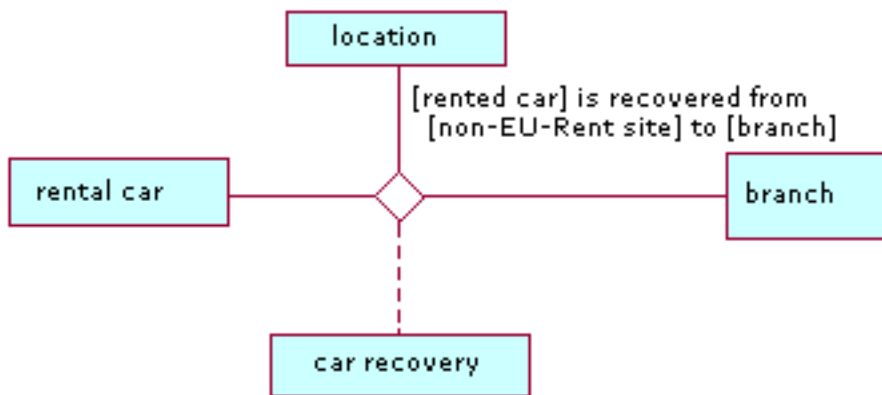 location
[rented car] is recovered from
[non-EU-Rent site] to [branch]
rental car
branch
car recovery